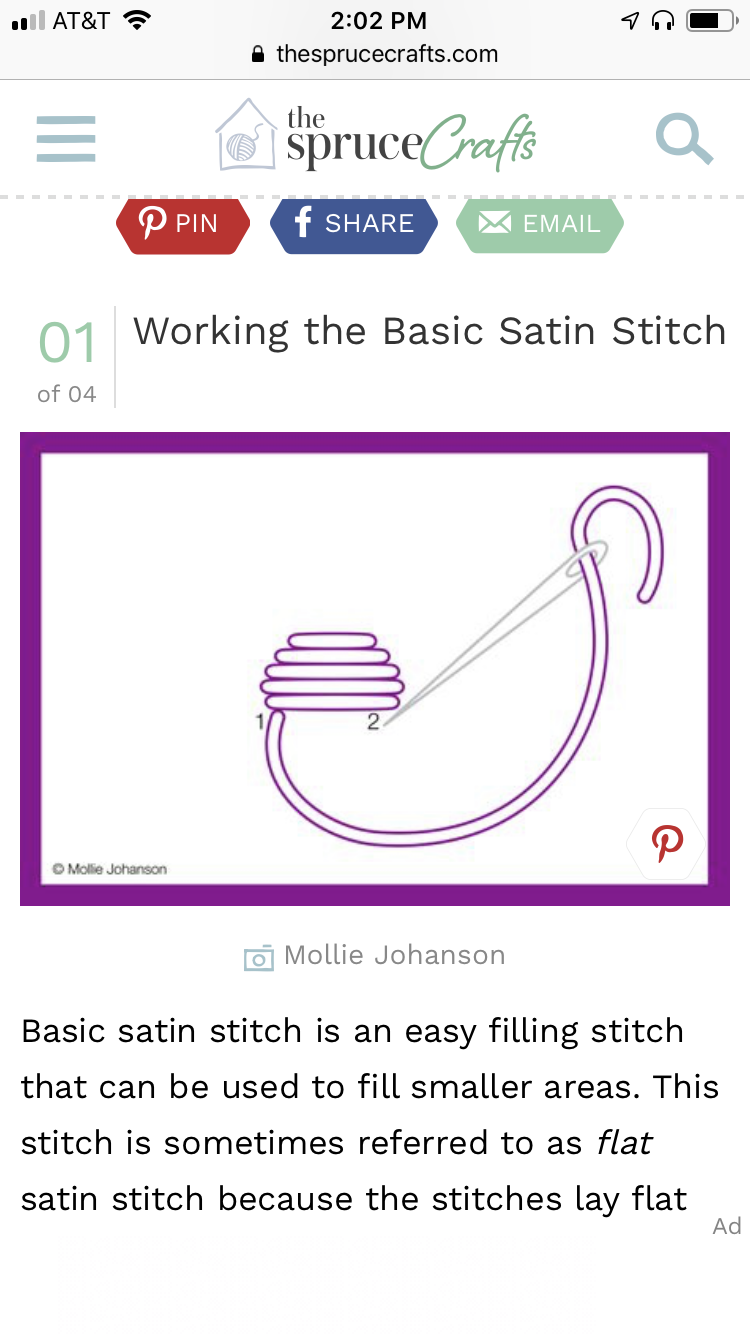 AT&T 2:02 PM
thesprucecrafts.com
the
spruceCrafts
PIN SHARE EMAIL
01 Working the Basic Satin Stitch
of 04
1 2
© Mollie Johanson
Mollie Johanson
Basic satin stitch is an easy filling stitch
that can be used to fill smaller areas. This
stitch is sometimes referred to as flat
satin stitch because the stitches lay flat
Ad